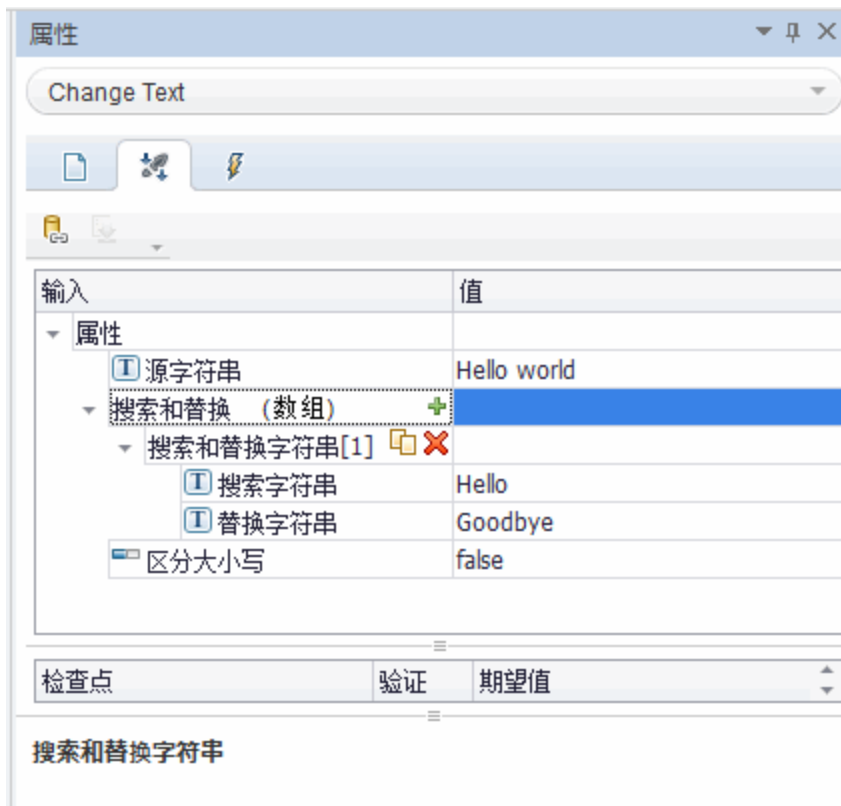 属性
Change Text
输入 值
属性
源字符串 Hello world
搜索和替换 (数组)
搜索和替换字符串[1]
搜索字符串 Hello
替换字符串 Goodbye
区分大小写 false
检查点 验证 期望值
搜索和替换字符串